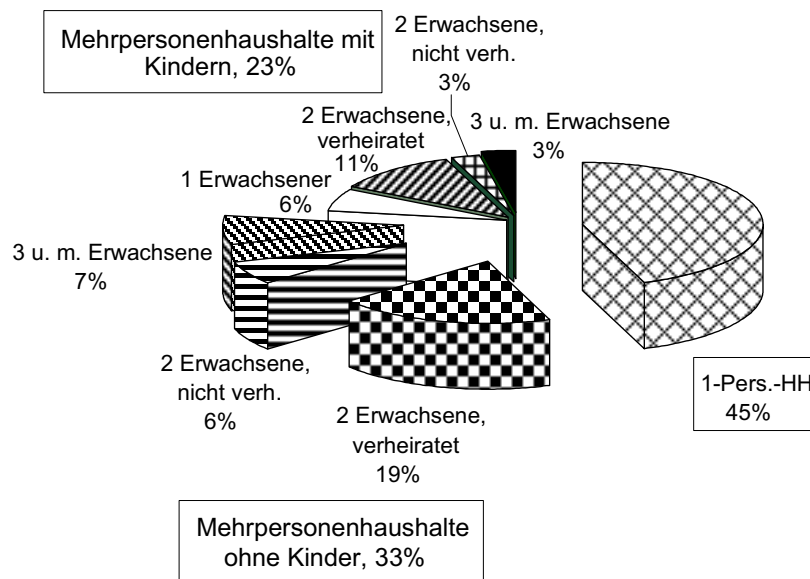 Mehrpersonenhaushalte mit
Kindern, 23%
2 Erwachsene,
nicht verh.
3%
2 Erwachsene,
verheiratet
11%
3 u. m. Erwachsene
3%
1 Erwachsener
6%
3 u. m. Erwachsene
7%
2 Erwachsene,
nicht verh.
6%
2 Erwachsene,
verheiratet
19%
1-Pers.-HH
45%
Mehrpersonenhaushalte
ohne Kinder, 33%